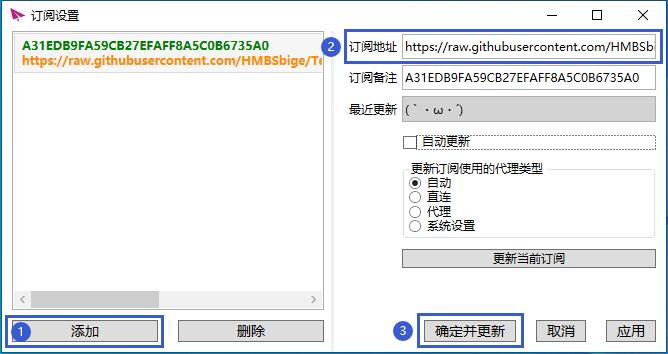 订阅设置
A31EDB9FA59CB27EFAFF8A5C0B6735A0
https://raw.githubusercontent.com/HMBSbige/Te
1 添加
删除
2 订阅地址 https://raw.githubusercontent.com/HMBSbi
订阅备注 A31EDB9FA59CB27EFAFF8A5C0B6735A0
最近更新 (｀・ω・´)
自动更新
更新订阅使用的代理类型
自动
直连
代理
系统设置
更新当前订阅
3 确定并更新
取消
应用